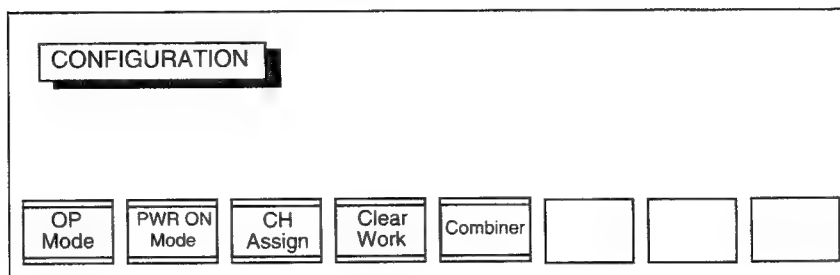 CONFIGURATION
OP
Mode
PWR ON
Mode
CH
Assign
Clear
Work
Combiner